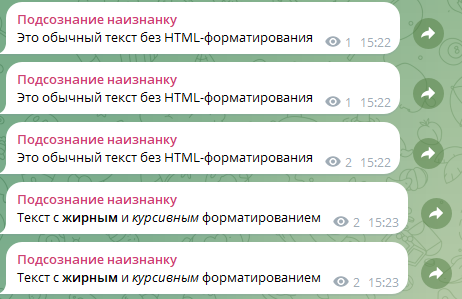 Подсознание наизнанку
Это обычный текст без HTML-форматирования 1 15:22
Подсознание наизнанку
Это обычный текст без HTML-форматирования 1 15:22
Подсознание наизнанку
Это обычный текст без HTML-форматирования 2 15:22
Подсознание наизнанку
Текст с жирным и курсивным форматированием 2 15:23
Подсознание наизнанку
Текст с жирным и курсивным форматированием 2 15:23